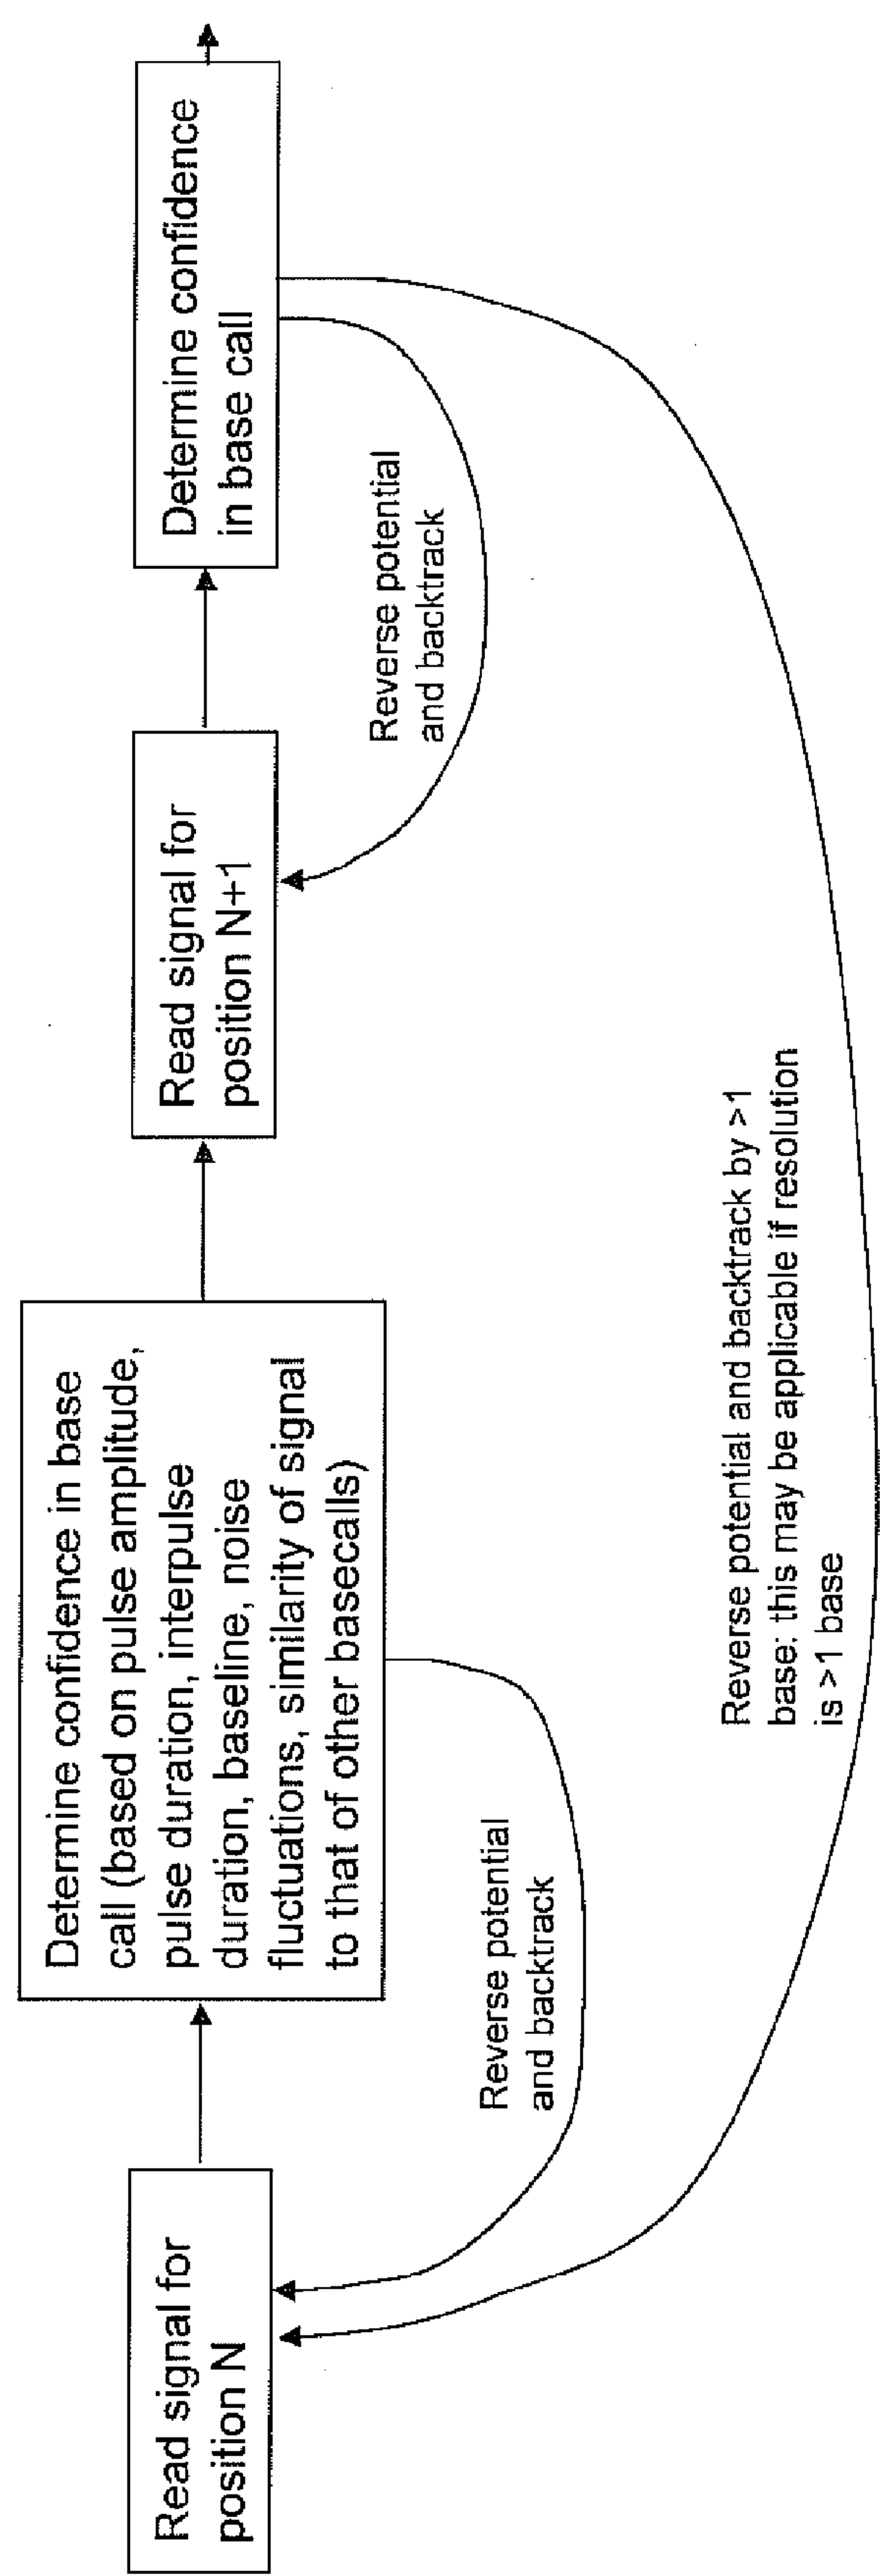 Read signal for
position N
Determine confidence in base
call (based on pulse amplitude,
pulse duration, interpulse
duration, baseline, noise
fluctuations, similarity of signal
to that of other basecalls)
Read signal for
position N+1
Determine confidence
in base call
Reverse potential
and backtrack
Reverse potential
and backtrack
Reverse potential and backtrack by >1
base: this may be applicable if resolution
is >1 base